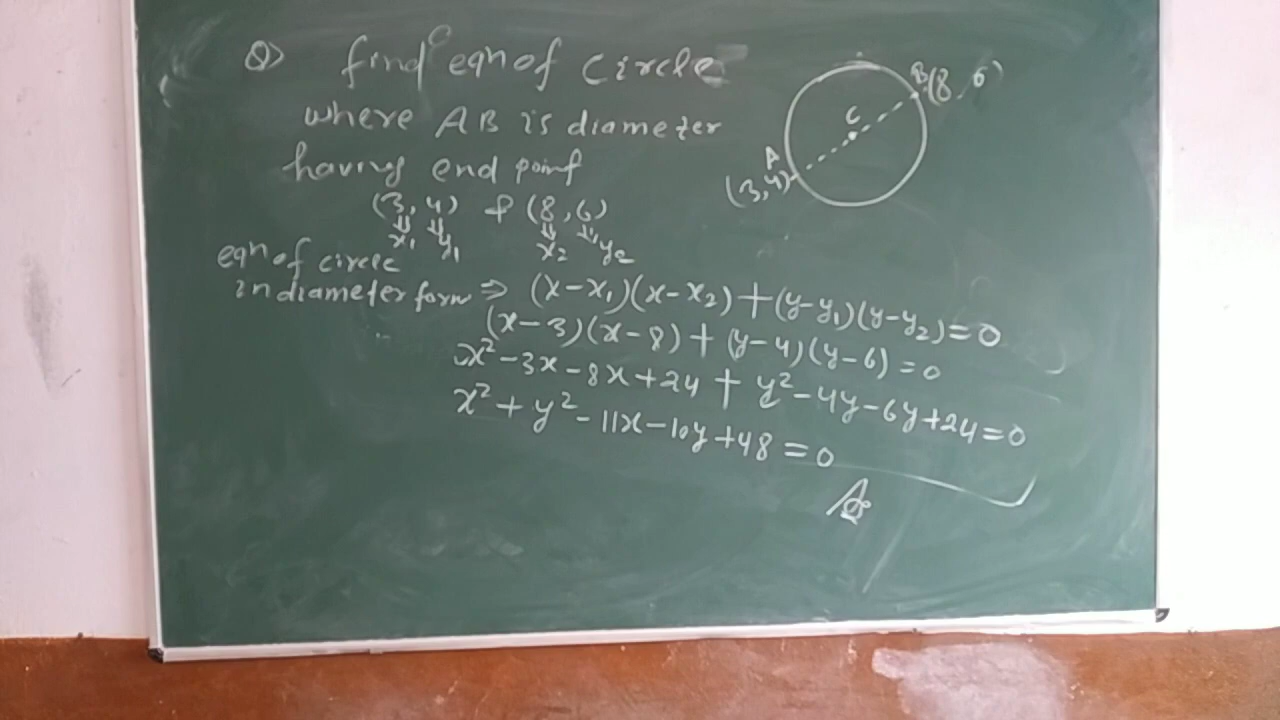 Q> find eqn of circle
where AB is diameter
having end point
(3, 4) & (8, 6)
⇓ ⇓ ⇓ ⇓
x₁ y₁ x₂ y₂
eqn of circle
in diameter form ⇒ (x-x₁)(x-x₂)+(y-y₁)(y-y₂)=0
(x-3)(x-8)+(y-4)(y-6)=0
x²-3x-8x+24+y²-4y-6y+24=0
x²+y²-11x-10y+48=0
B(8, 6)
C
A
(3,4)